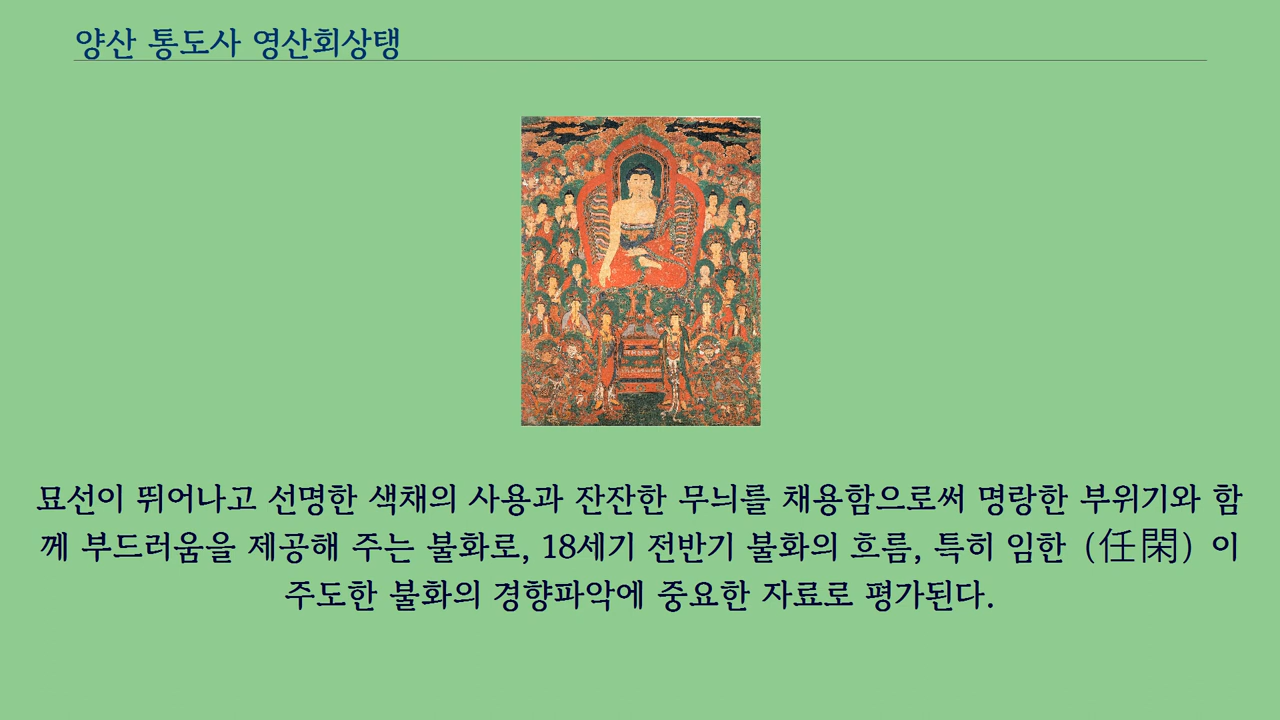 양산 통도사 영산회상탱
묘선이 뛰어나고 선명한 색채의 사용과 잔잔한 무늬를 채용함으로써 명랑한 부위기와 함
께 부드러움을 제공해 주는 불화로, 18세기 전반기 불화의 흐름, 특히 임한 (任閑) 이
주도한 불화의 경향파악에 중요한 자료로 평가된다.